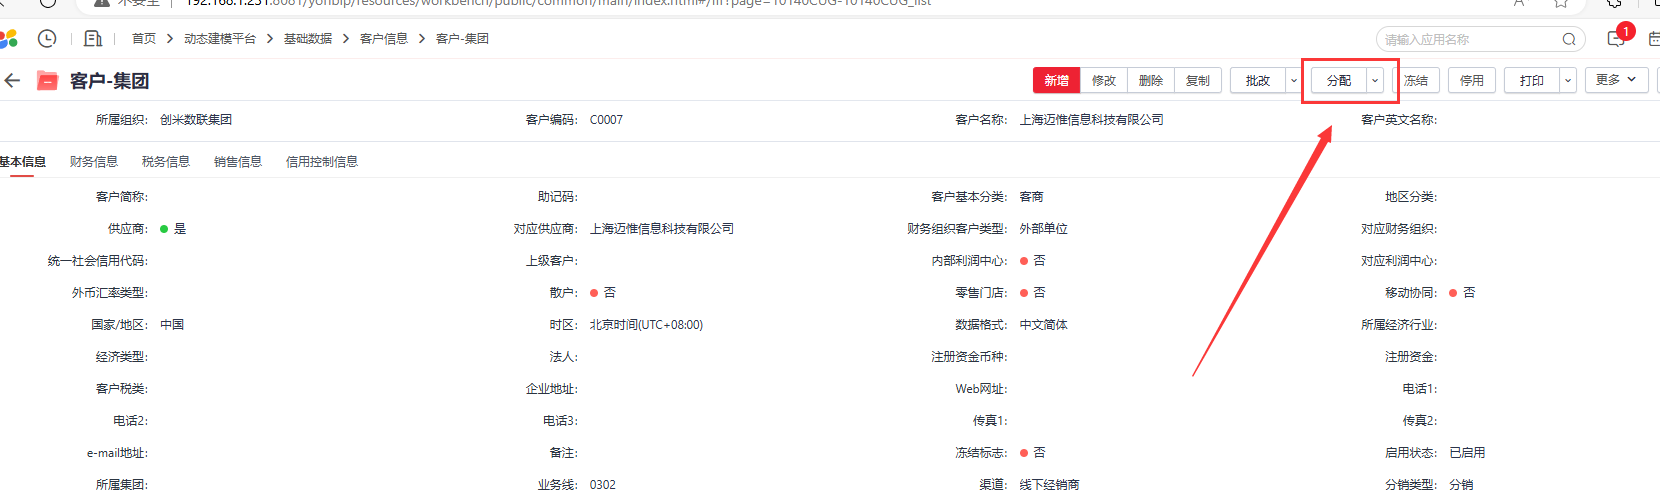 不安全 192.168.1.231:8081/yonbip/resources/workbench/public/common/main/index.html#/ifr?page=10140CUG-10140CUG_list
首页 动态建模平台 基础数据 客户信息 客户-集团 请输入应用名称 1
客户-集团 新增 修改 删除 复制 批改 分配 冻结 停用 打印 更多
所属组织: 创米数联集团 客户编码: C0007 客户名称: 上海迈惟信息科技有限公司 客户英文名称:
基本信息 财务信息 税务信息 销售信息 信用控制信息
客户简称: 助记码: 客户基本分类: 客商 地区分类:
供应商: 是 对应供应商: 上海迈惟信息科技有限公司 财务组织客户类型: 外部单位 对应财务组织:
统一社会信用代码: 上级客户: 内部利润中心: 否 对应利润中心:
外币汇率类型: 散户: 否 零售门店: 否 移动协同: 否
国家/地区: 中国 时区: 北京时间(UTC+08:00) 数据格式: 中文简体 所属经济行业:
经济类型: 法人: 注册资金币种: 注册资金:
客户税类: 企业地址: Web网址: 电话1:
电话2: 电话3: 传真1: 传真2:
e-mail地址: 备注: 冻结标志: 否 启用状态: 已启用
所属集团: 业务线: 0302 渠道: 线下经销商 分销类型: 分销